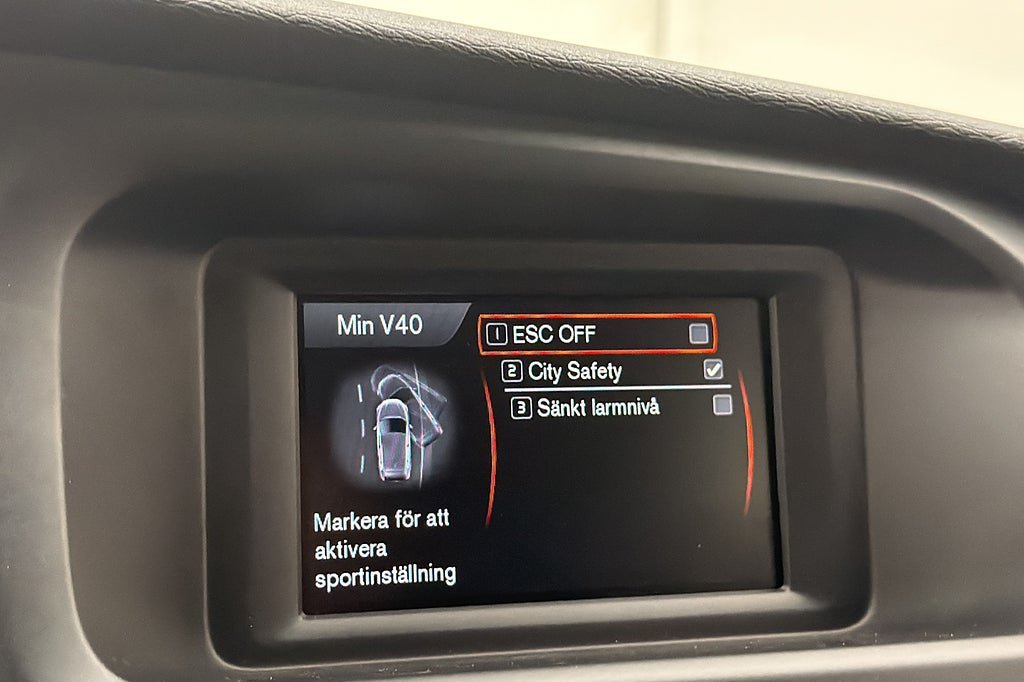 Min V40
1 ESC OFF
2 City Safety
3 Sänkt larmnivå
Markera för att
aktivera
sportinställning